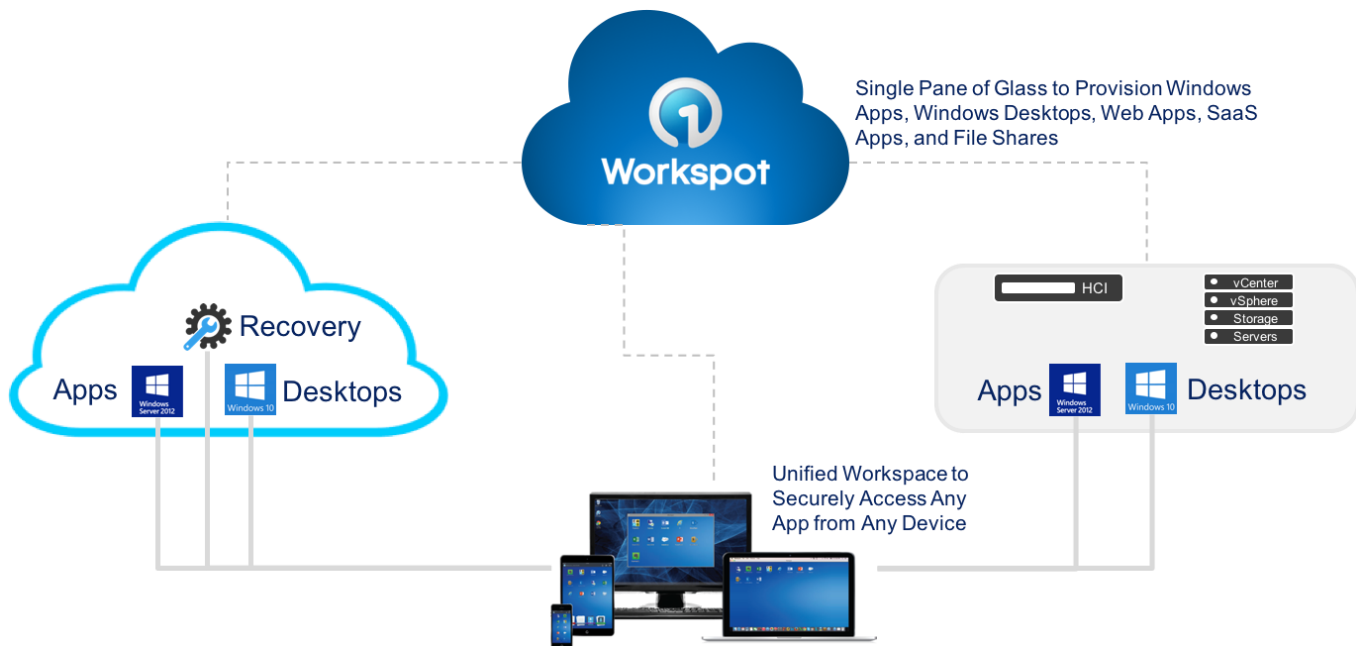 Single Pane of Glass to Provision Windows
Apps, Windows Desktops, Web Apps, SaaS
Apps, and File Shares
Workspot
Recovery
Apps
Windows
Server 2012
Windows 10
Desktops
HCI
vCenter
vSphere
Storage
Servers
Apps
Windows
Server 2012
Windows 10
Desktops
Unified Workspace to
Securely Access Any
App from Any Device